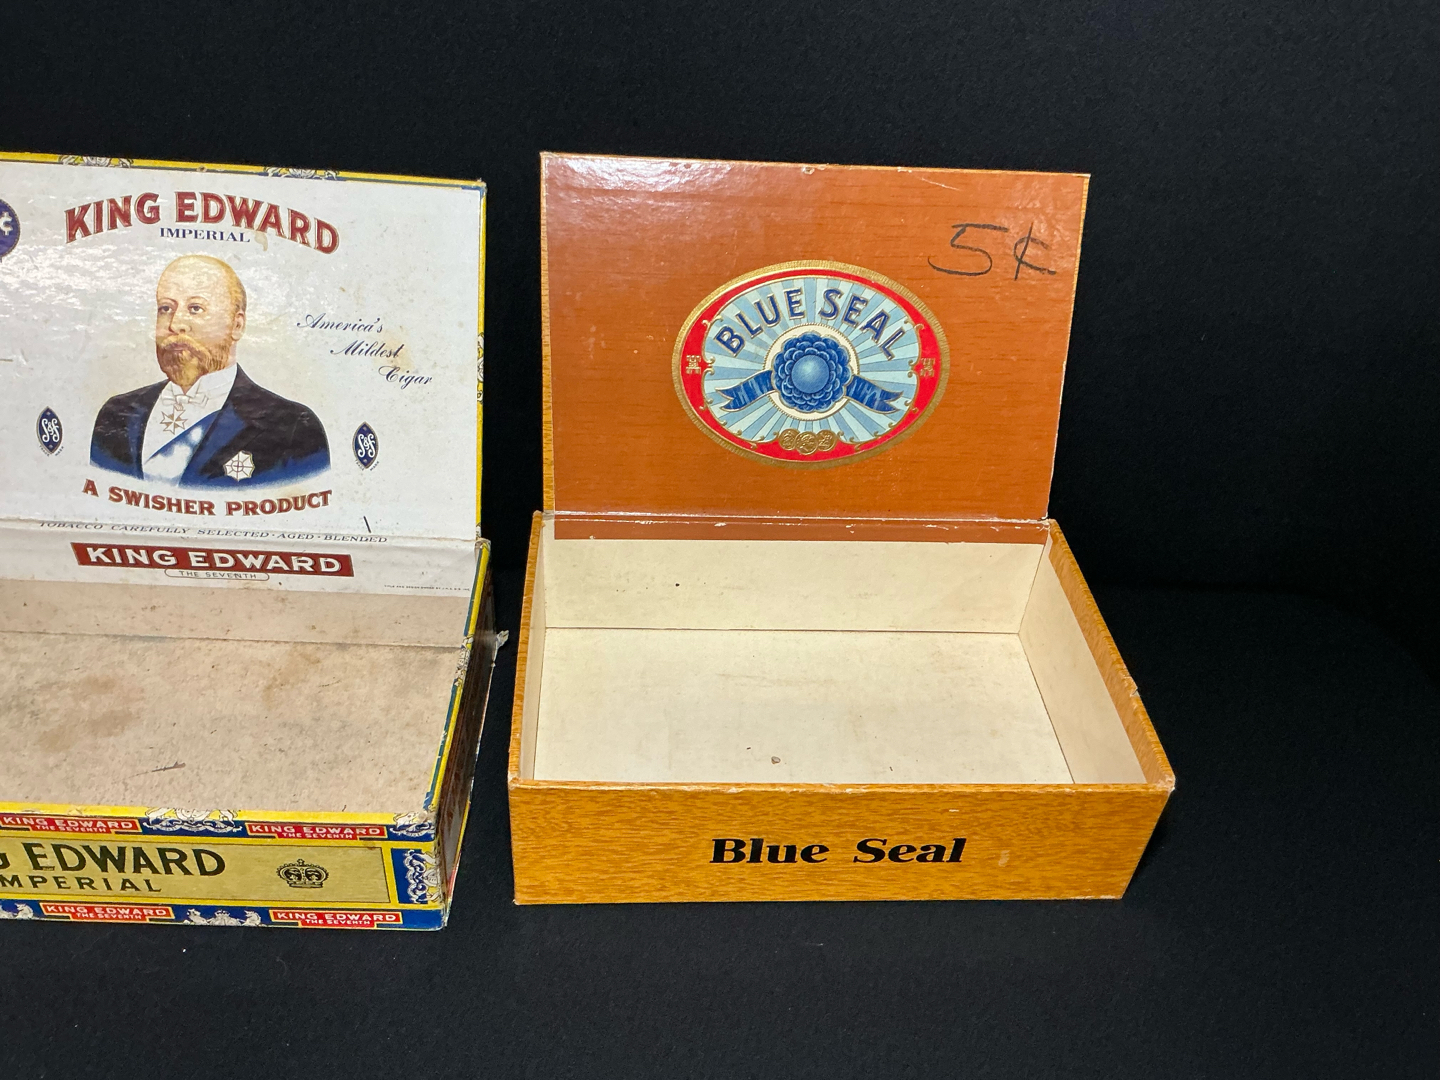 ¢
KING EDWARD
IMPERIAL
America's
Mildest
Cigar
A SWISHER PRODUCT
TOBACCO CAREFULLY SELECTED · AGED · BLENDED
KING EDWARD
THE SEVENTH
KING EDWARD
THE SEVENTH
KING EDWARD
THE SEVENTH
EDWARD
IMPERIAL
KING EDWARD
THE SEVENTH
KING EDWARD
THE SEVENTH
5¢
BLUE SEAL
Blue Seal